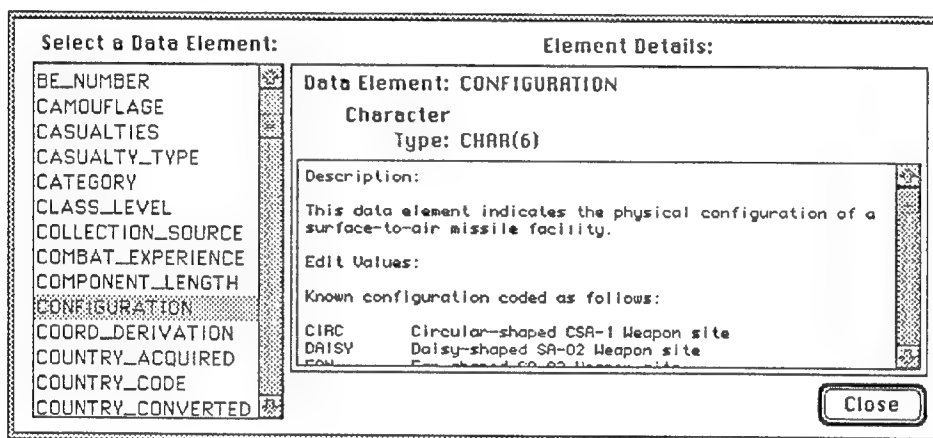 Select a Data Element:
BE_NUMBER
CAMOUFLAGE
CASUALTIES
CASUALTY_TYPE
CATEGORY
CLASS_LEVEL
COLLECTION_SOURCE
COMBAT_EXPERIENCE
COMPONENT_LENGTH
CONFIGURATION
COORD_DERIVATION
COUNTRY_ACQUIRED
COUNTRY_CODE
COUNTRY_CONVERTED
Element Details:
Data Element: CONFIGURATION
Character
Type: CHAR(6)
Description:
This data element indicates the physical configuration of a
surface-to-air missile facility.
Edit Values:
Known configuration coded as follows:
CIRC Circular-shaped CSA-1 Weapon site
DAISY Daisy-shaped SA-02 Weapon site
Close